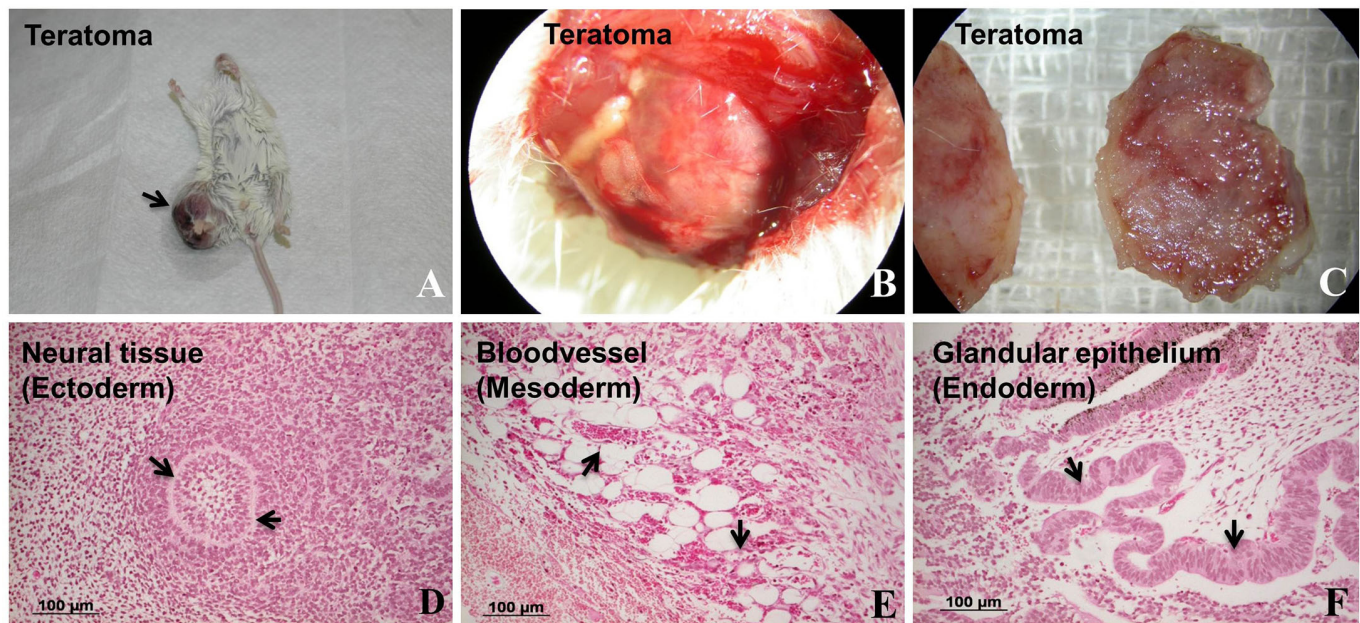 Teratoma
A
Teratoma
B
Teratoma
C
Neural tissue
(Ectoderm)
100 µm
D
Bloodvessel
(Mesoderm)
100 µm
E
Glandular epithelium
(Endoderm)
100 µm
F